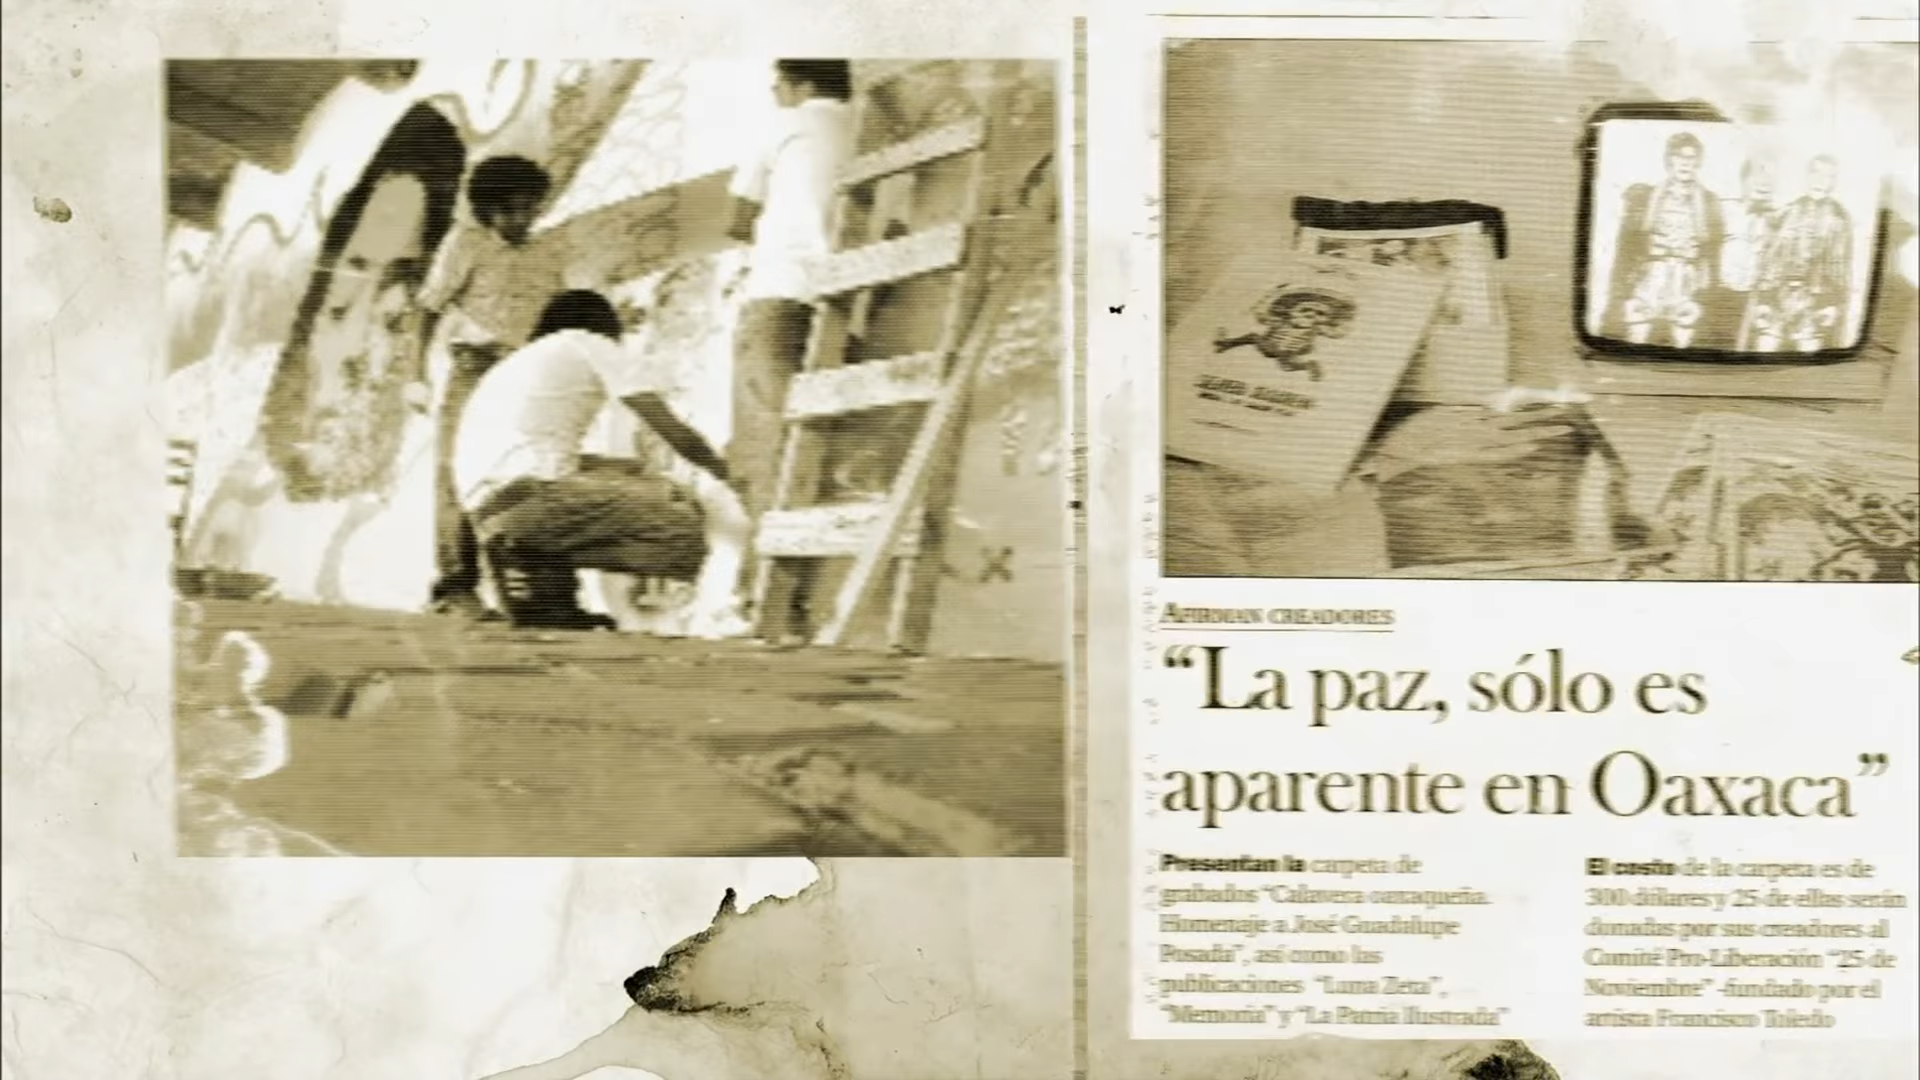 AFIRMAN CREADORES
“La paz, sólo es
aparente en Oaxaca”
Presentan la carpeta de
grabados “Calavera oaxaqueña.
Homenaje a José Guadalupe
Posada”, así como las
publicaciones “Luna Zeta”,
“Memoria” y “La Patria Ilustrada”
El costo de la carpeta es de
300 dólares y 25 de ellas serán
donadas por sus creadores al
Comité Pro-Liberación “25 de
Noviembre” -fundado por el
artista Francisco Toledo